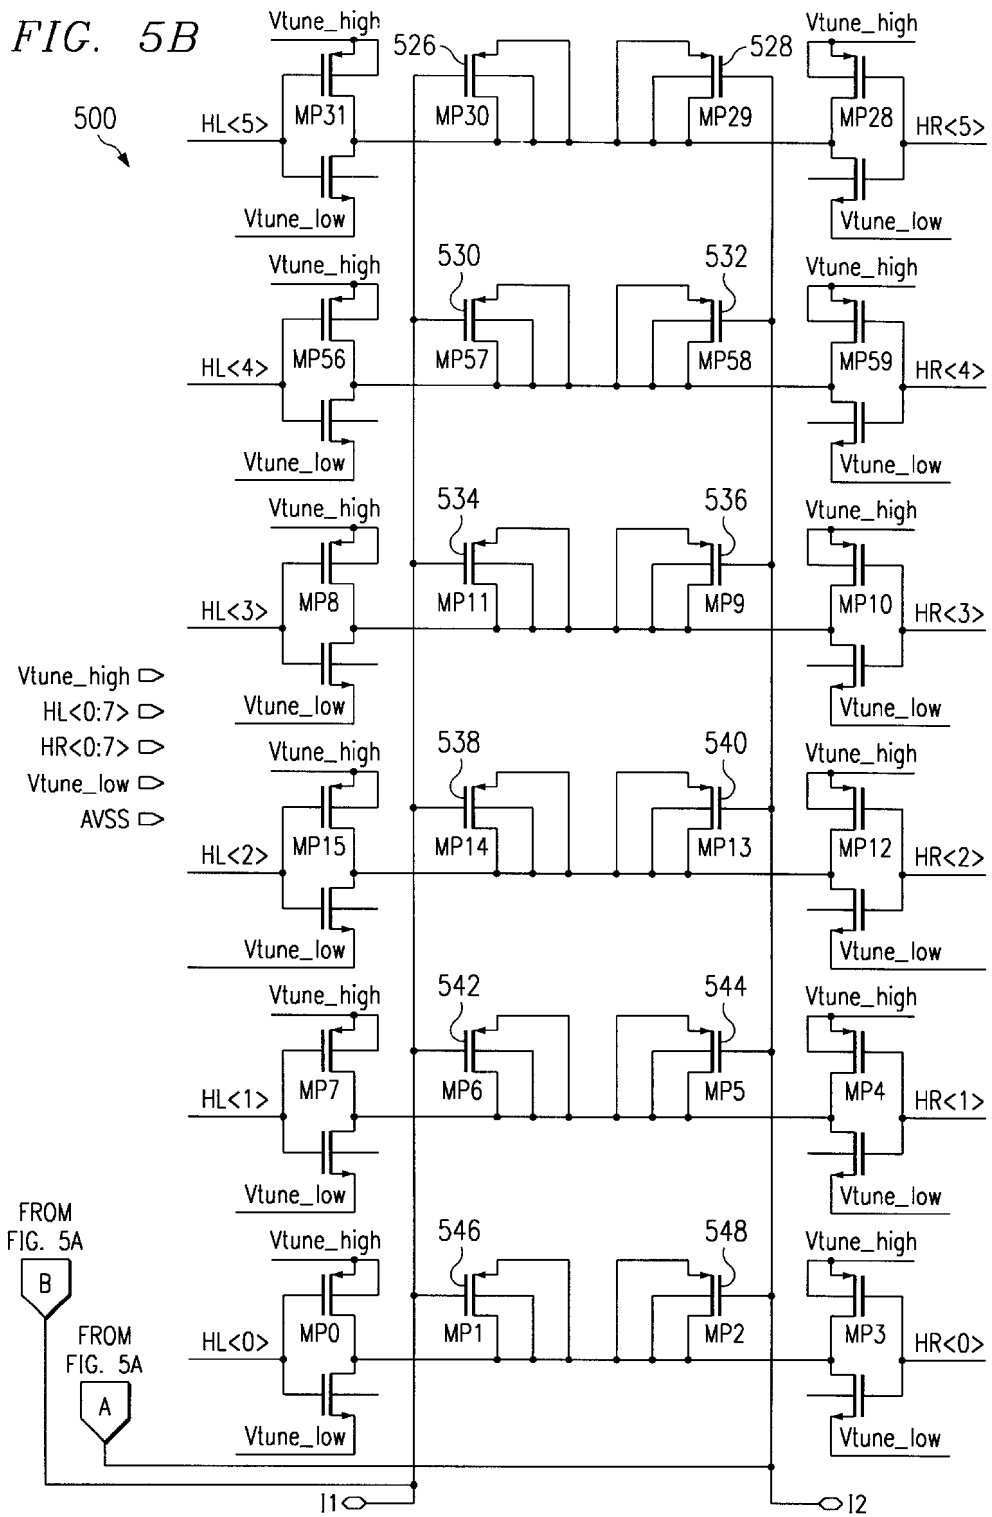 FIG. 5B
500
Vtune_high 526 528 Vtune_high
MP31 MP30 MP29 MP28
HL<5> HR<5>
Vtune_low Vtune_low
Vtune_high 530 532 Vtune_high
MP56 MP57 MP58 MP59
HL<4> HR<4>
Vtune_low Vtune_low
Vtune_high 534 536 Vtune_high
MP8 MP11 MP9 MP10
HL<3> HR<3>
Vtune_low Vtune_low
Vtune_high
HL<0:7>
HR<0:7>
Vtune_low
AVSS
Vtune_high 538 540 Vtune_high
MP15 MP14 MP13 MP12
HL<2> HR<2>
Vtune_low Vtune_low
Vtune_high 542 544 Vtune_high
MP7 MP6 MP5 MP4
HL<1> HR<1>
Vtune_low Vtune_low
Vtune_high 546 548 Vtune_high
MP0 MP1 MP2 MP3
HL<0> HR<0>
Vtune_low Vtune_low
FROM
FIG. 5A
B
FROM
FIG. 5A
A
I1 I2